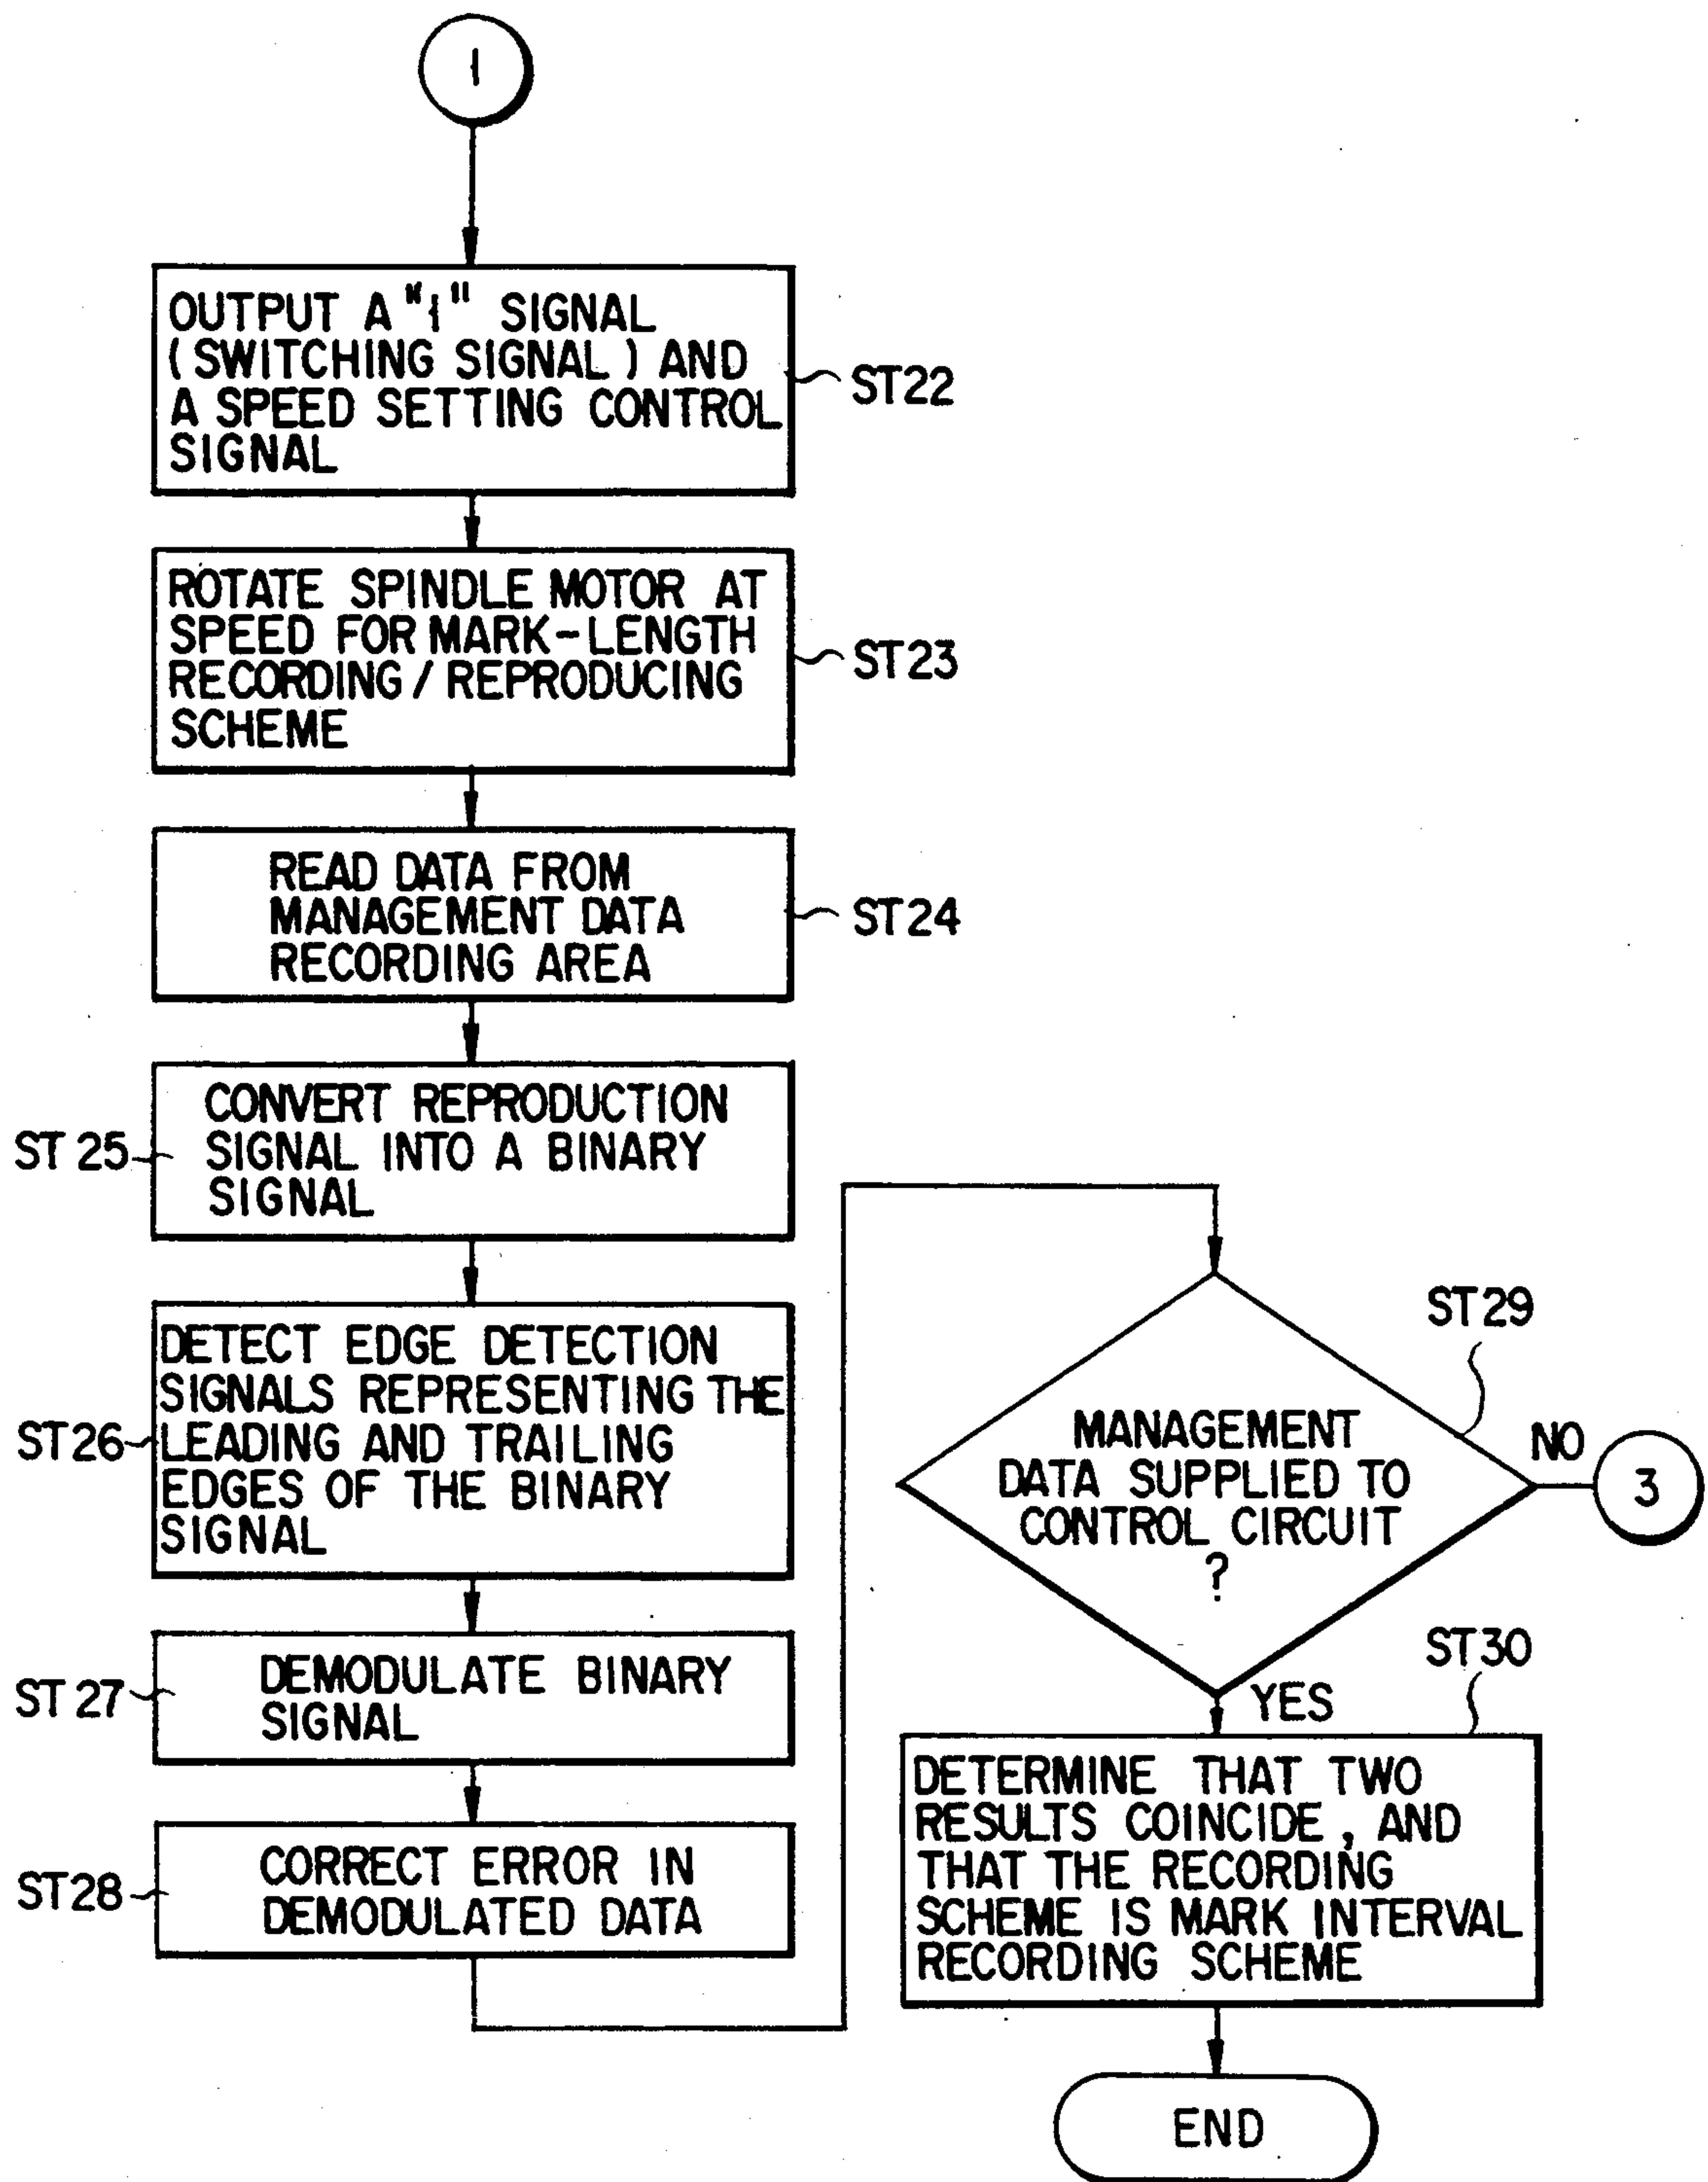 1
OUTPUT A "1" SIGNAL
(SWITCHING SIGNAL) AND
A SPEED SETTING CONTROL
SIGNAL
ST22
ROTATE SPINDLE MOTOR AT
SPEED FOR MARK-LENGTH
RECORDING / REPRODUCING
SCHEME
ST23
READ DATA FROM
MANAGEMENT DATA
RECORDING AREA
ST24
CONVERT REPRODUCTION
SIGNAL INTO A BINARY
SIGNAL
ST 25
DETECT EDGE DETECTION
SIGNALS REPRESENTING THE
LEADING AND TRAILING
EDGES OF THE BINARY
SIGNAL
ST26
DEMODULATE BINARY
SIGNAL
ST 27
CORRECT ERROR IN
DEMODULATED DATA
ST28
ST29
MANAGEMENT
DATA SUPPLIED TO
CONTROL CIRCUIT
?
NO
3
YES
ST30
DETERMINE THAT TWO
RESULTS COINCIDE, AND
THAT THE RECORDING
SCHEME IS MARK INTERVAL
RECORDING SCHEME
END